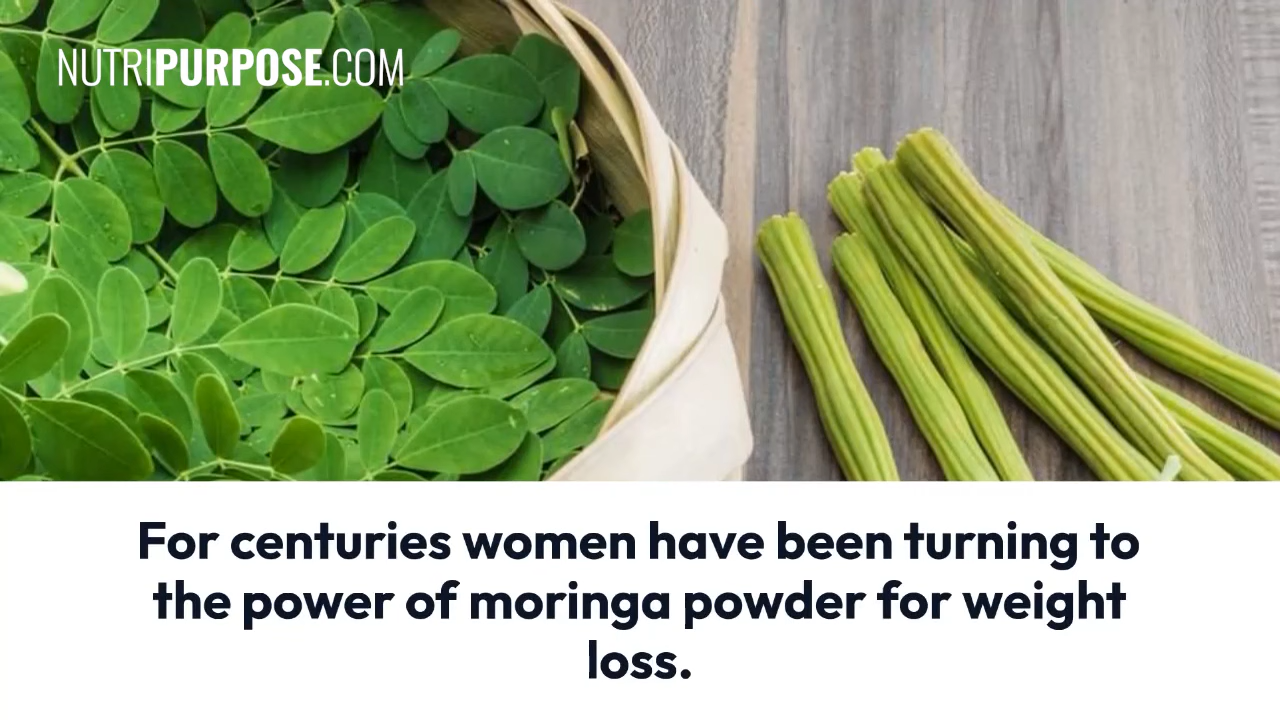 NUTRIPURPOSE.COM
For centuries women have been turning to
the power of moringa powder for weight
loss.